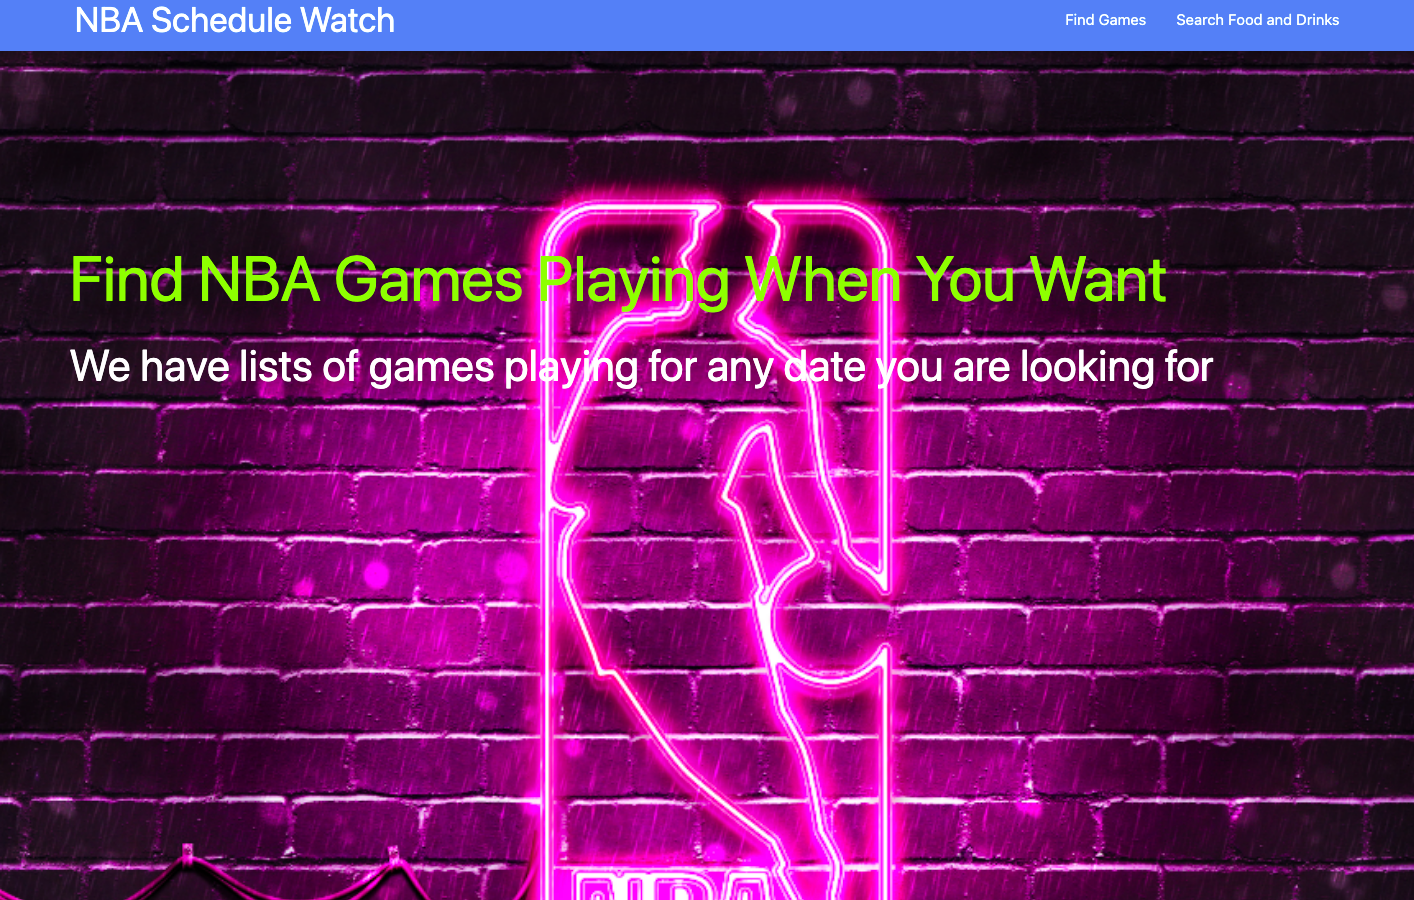 NBA Schedule Watch
Find Games
Search Food and Drinks
Find NBA Games Playing When You Want
We have lists of games playing for any date you are looking for
NBA